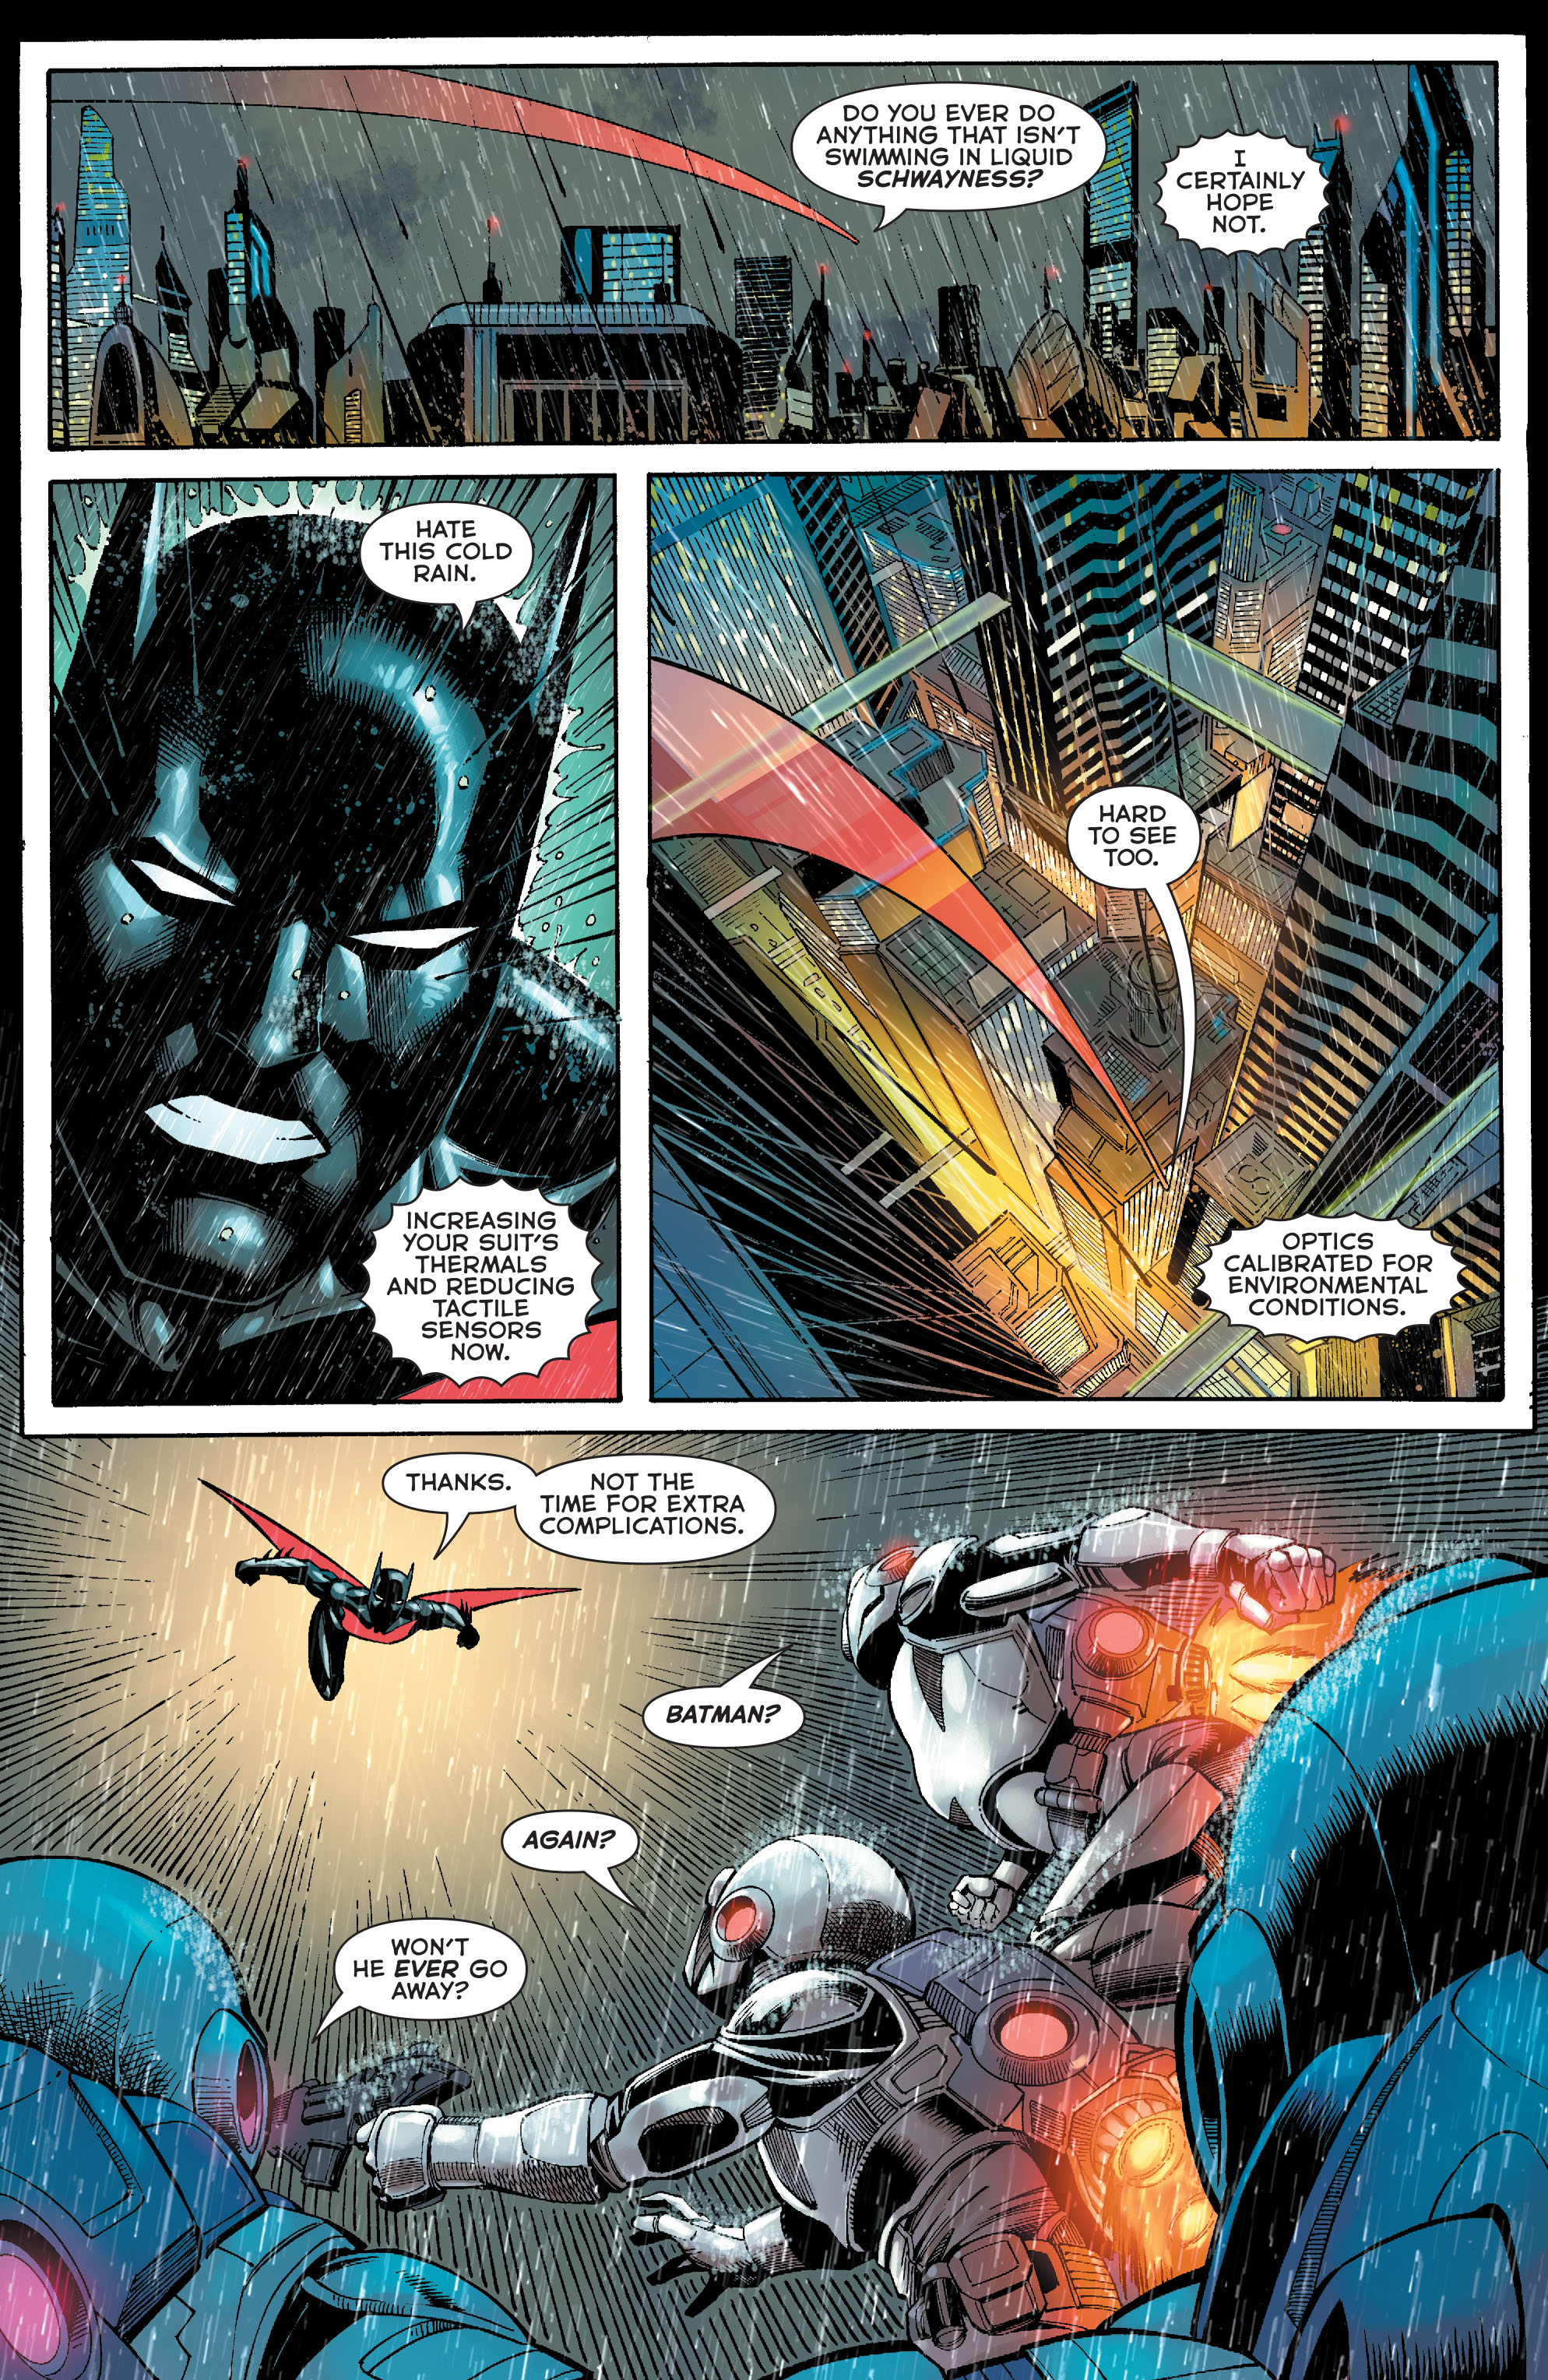 DO YOU EVER DO
ANYTHING THAT ISN'T
SWIMMING IN LIQUID
SCHWAYNESS?
I
CERTAINLY
HOPE
NOT.
HATE
THIS COLD
RAIN.
INCREASING
YOUR SUIT'S
THERMALS
AND REDUCING
TACTILE
SENSORS
NOW.
HARD
TO SEE
TOO.
OPTICS
CALIBRATED FOR
ENVIRONMENTAL
CONDITIONS.
THANKS.
NOT THE
TIME FOR EXTRA
COMPLICATIONS.
BATMAN?
AGAIN?
WON'T
HE EVER GO
AWAY?